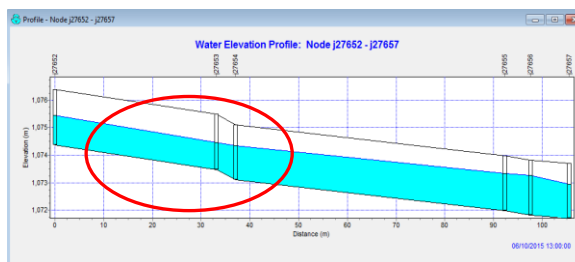 Profile - Node j27652 - j27657
Water Elevation Profile: Node j27652 - j27657
j27652
j27653
j27654
j27655
j27656
j27657
1,076
1,075
1,074
1,073
1,072
Elevation (m)
0
10
20
30
40
50
60
70
80
90
100
Distance (m)
06/10/2015 13:00:00